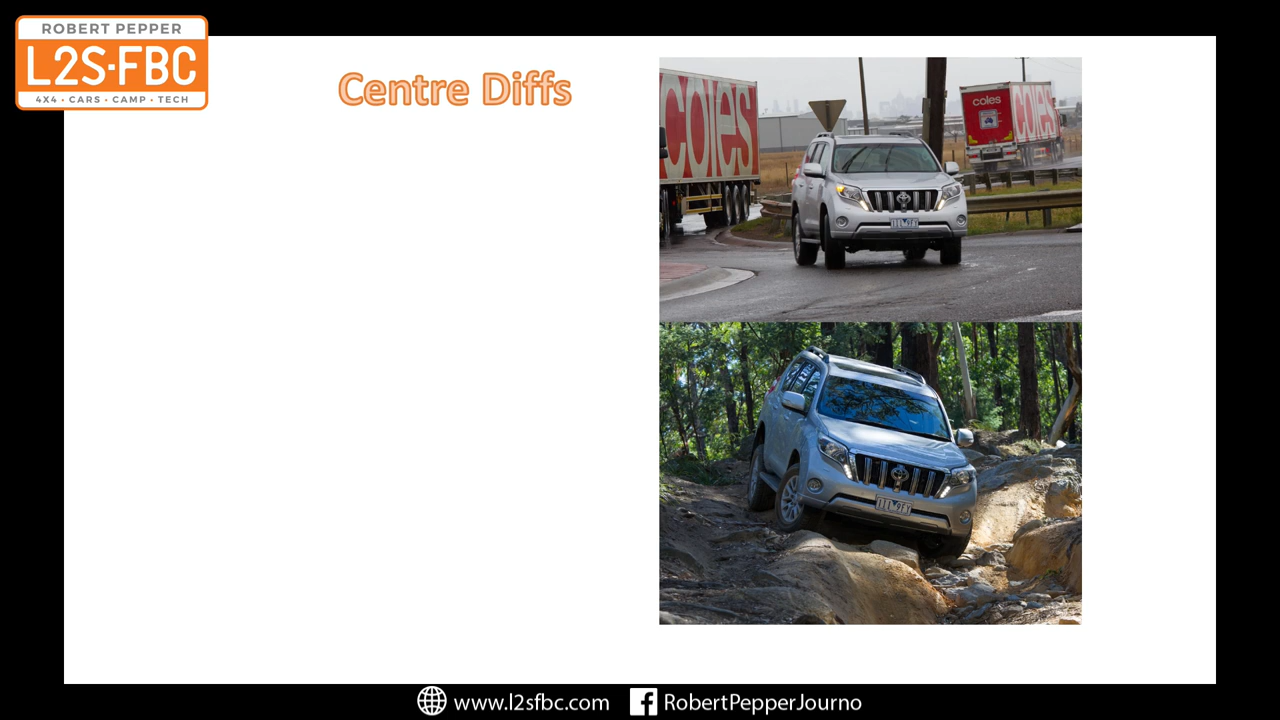 ROBERT PEPPER
L2S·FBC
4X4 · CARS · CAMP · TECH
Centre Diffs
coles
coles
coles
www.l2sfbc.com
RobertPepperJourno